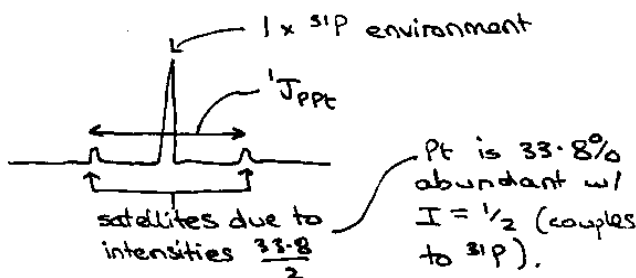 1 x ³¹P environment
¹J_PPt
Pt is 33.8%
abundant w/
I = ½ (couples
to ³¹P).
satellites due to
intensities 33.8/2